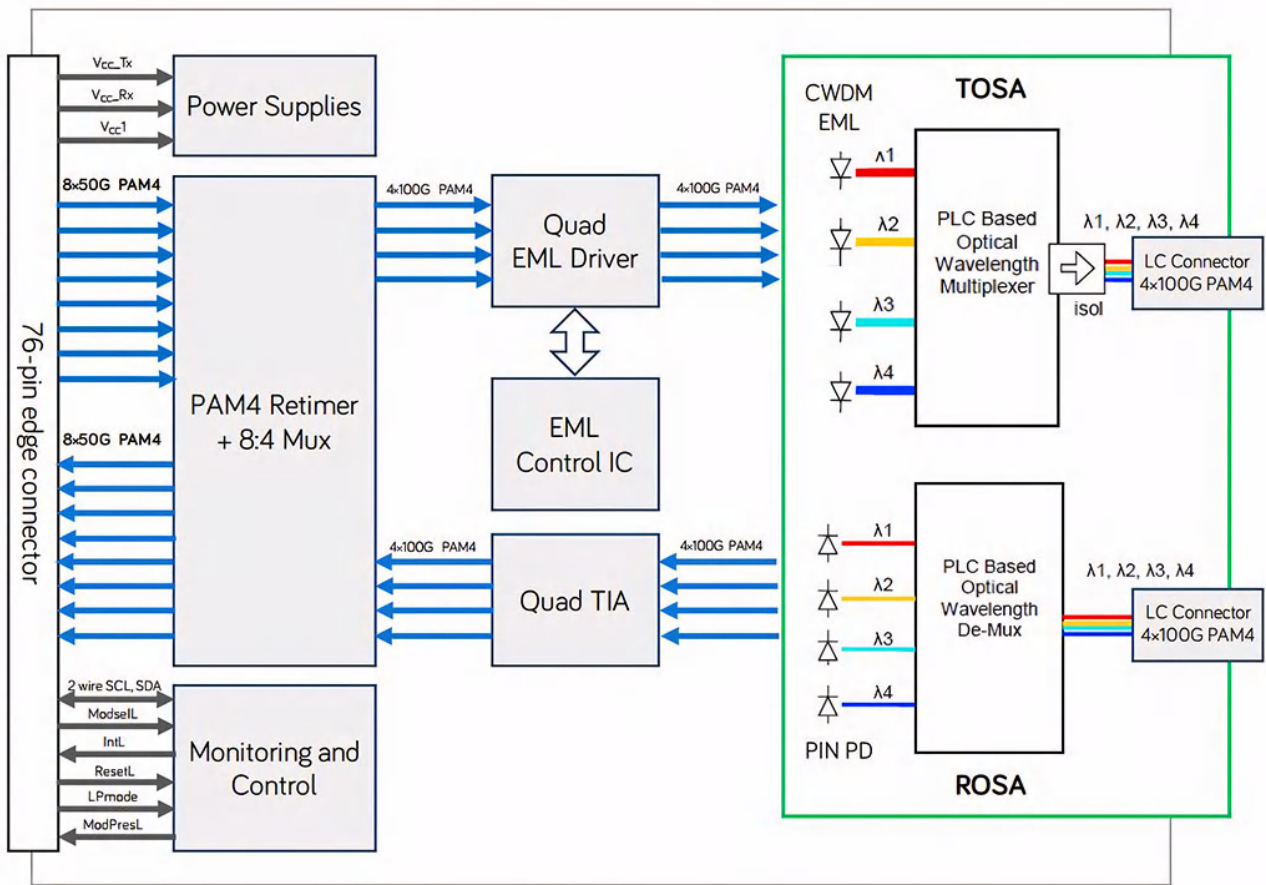 76-pin edge connector
VCC_Tx
VCC_Rx
VCC1
Power Supplies
8×50G PAM4
PAM4 Retimer
+ 8:4 Mux
8×50G PAM4
4×100G PAM4
Quad
EML Driver
4×100G PAM4
EML
Control IC
4×100G PAM4
Quad TIA
4×100G PAM4
2 wire SCL, SDA
ModselL
IntL
ResetL
LPmode
ModPresL
Monitoring and
Control
CWDM
EML
TOSA
λ1
λ2
λ3
λ4
PLC Based
Optical
Wavelength
Multiplexer
isol
λ1, λ2, λ3, λ4
LC Connector
4×100G PAM4
λ1
λ2
λ3
λ4
PIN PD
PLC Based
Optical
Wavelength
De-Mux
λ1, λ2, λ3, λ4
LC Connector
4×100G PAM4
ROSA